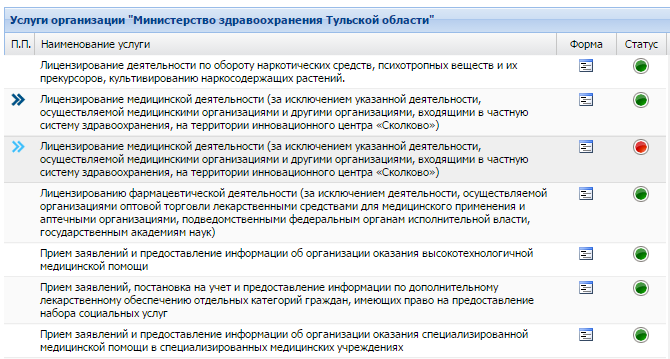 Услуги организации "Министерство здравоохранения Тульской области"
П.П. Наименование услуги Форма Статус
Лицензирование деятельности по обороту наркотических средств, психотропных веществ и их
прекурсоров, культивированию наркосодержащих растений.
Лицензирование медицинской деятельности (за исключением указанной деятельности,
осуществляемой медицинскими организациями и другими организациями, входящими в частную
систему здравоохранения, на территории инновационного центра «Сколково»)
Лицензирование медицинской деятельности (за исключением указанной деятельности,
осуществляемой медицинскими организациями и другими организациями, входящими в частную
систему здравоохранения, на территории инновационного центра «Сколково»)
Лицензированию фармацевтической деятельности (за исключением деятельности, осуществляемой
организациями оптовой торговли лекарственными средствами для медицинского применения и
аптечными организациями, подведомственными федеральным органам исполнительной власти,
государственным академиям наук)
Прием заявлений и предоставление информации об организации оказания высокотехнологичной
медицинской помощи
Прием заявлений, постановка на учет и предоставление информации по дополнительному
лекарственному обеспечению отдельных категорий граждан, имеющих право на предоставление
набора социальных услуг
Прием заявлений и предоставление информации об организации оказания специализированной
медицинской помощи в специализированных медицинских учреждениях